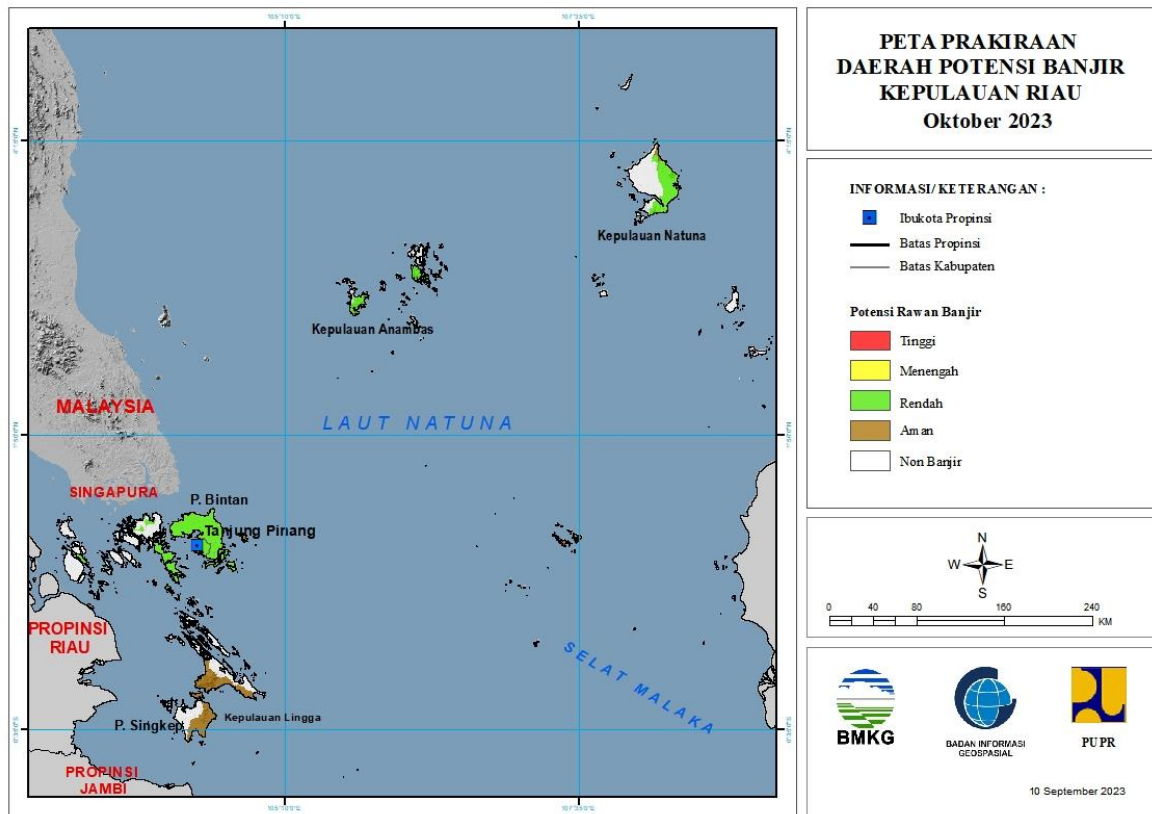 PETA PRAKIRAAN
DAERAH POTENSI BANJIR
KEPULAUAN RIAU
Oktober 2023
INFORMASI/ KETERANGAN :
Ibukota Propinsi
Batas Propinsi
Batas Kabupaten
Potensi Rawan Banjir
Tinggi
Menengah
Rendah
Aman
Non Banjir
N
W E
S
0 40 80 160 240
KM
BMKG
BADAN INFORMASI
GEOSPASIAL
PUPR
10 September 2023
Kepulauan Natuna
Kepulauan Anambas
MALAYSIA
LAUT NATUNA
SINGAPURA
P. Bintan
Tanjung Pinang
PROPINSI
RIAU
SELAT MALAKA
P. Singkep
Kepulauan Lingga
PROPINSI
JAMBI